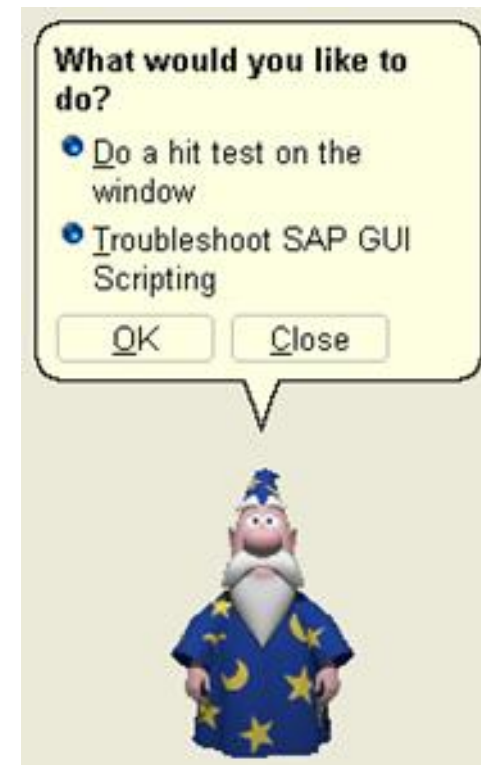 What would you like to
do?
Do a hit test on the
window
Troubleshoot SAP GUI
Scripting
OK Close